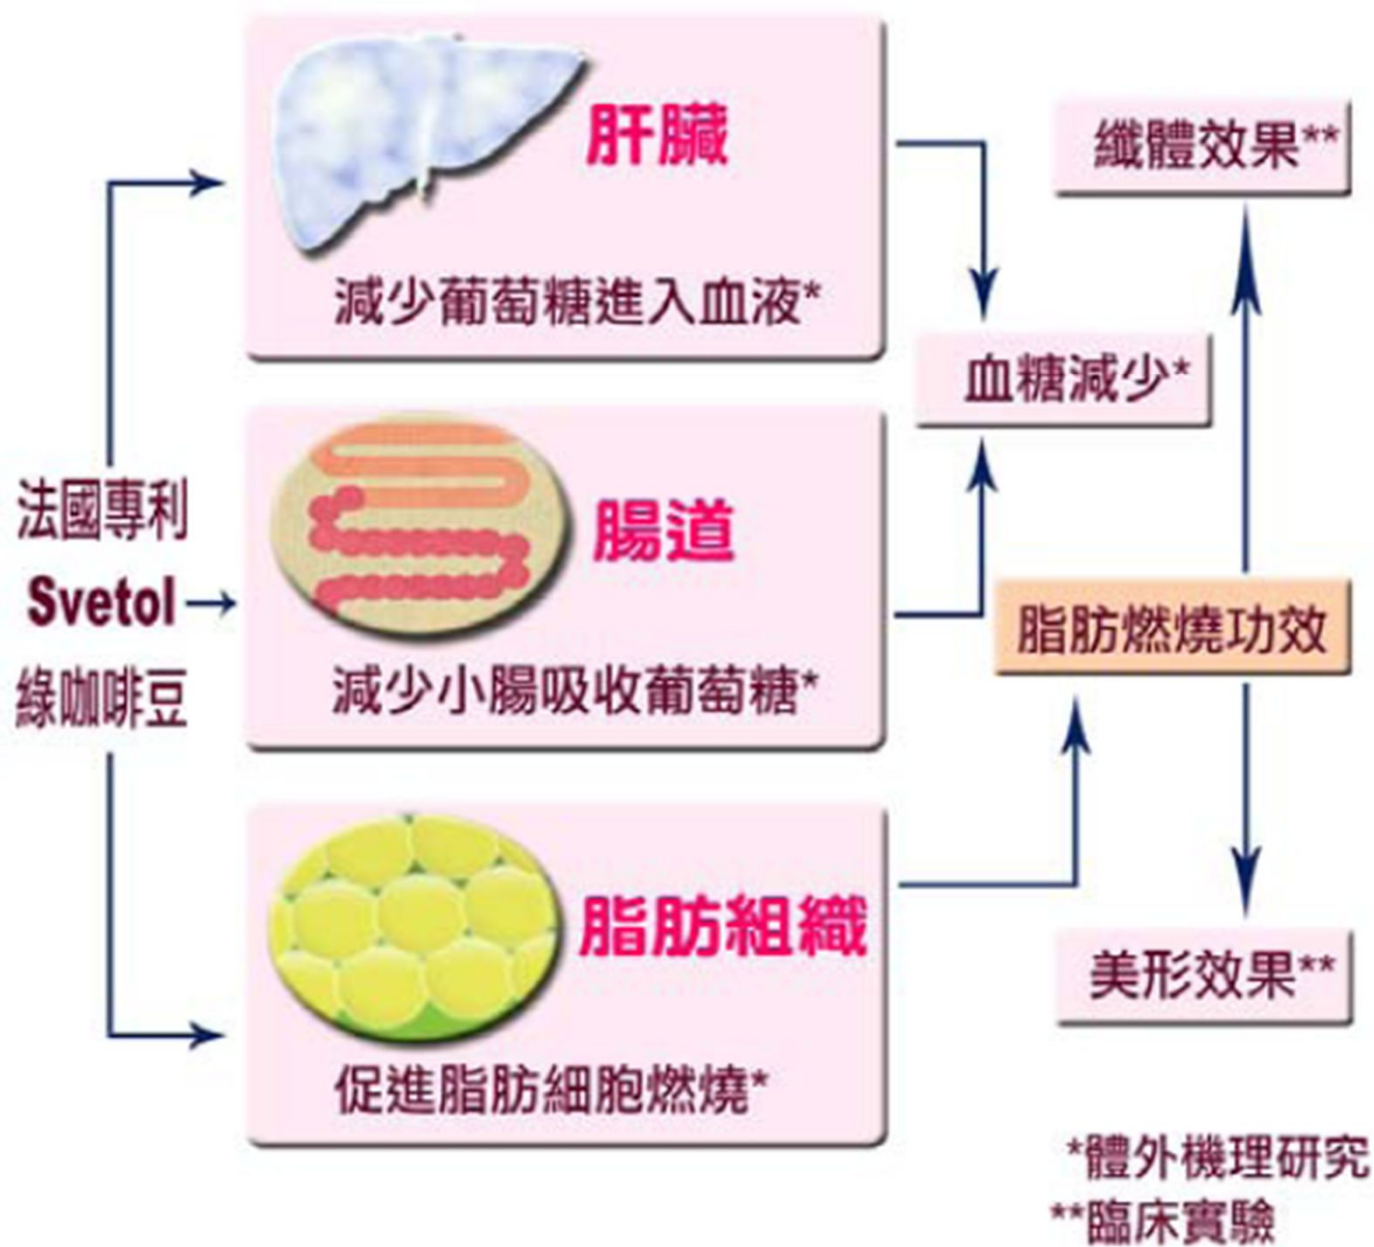 法國專利
Svetol
綠咖啡豆
肝臟
減少葡萄糖進入血液*
腸道
減少小腸吸收葡萄糖*
脂肪組織
促進脂肪細胞燃燒*
血糖減少*
纖體效果**
脂肪燃燒功效
美形效果**
*體外機理研究
**臨床實驗